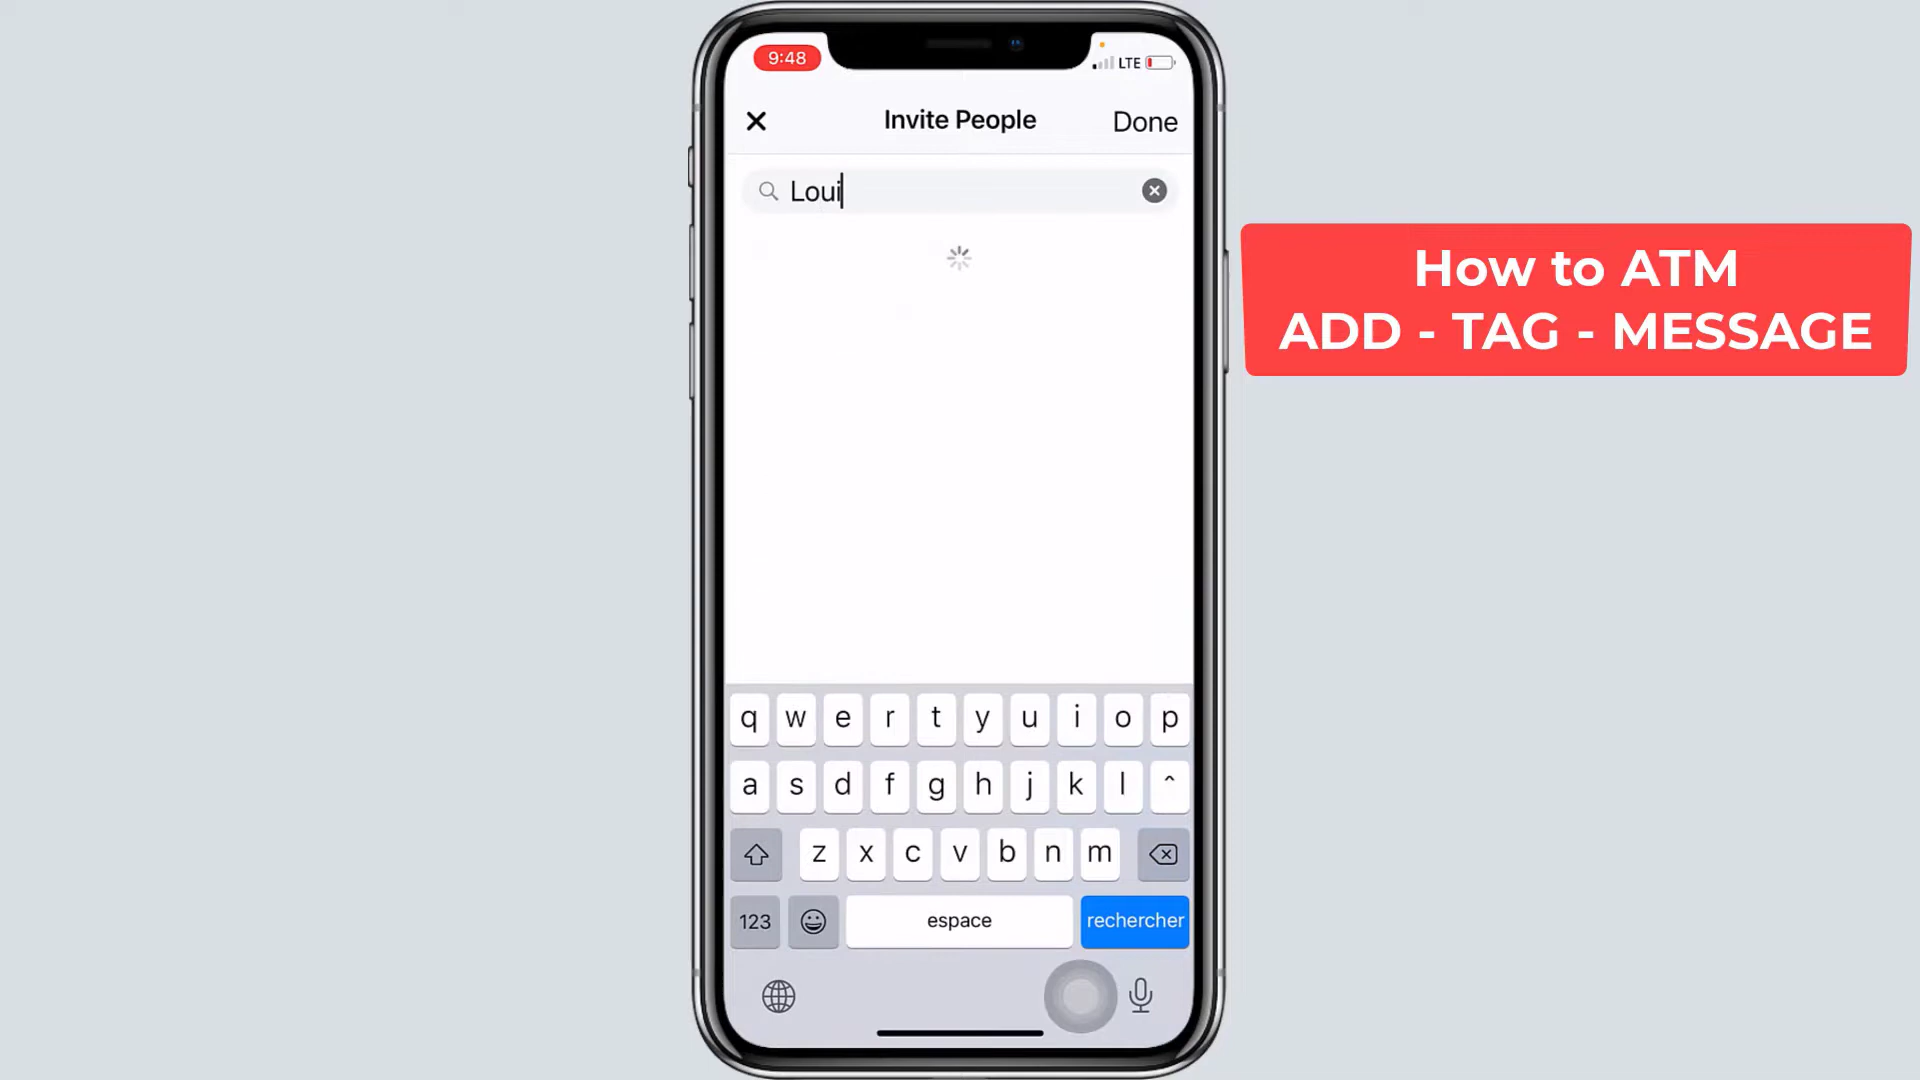 9:48
LTE
Invite People
Done
Loui
How to ATM
ADD - TAG - MESSAGE
q w e r t y u i o p
a s d f g h j k l ^
z x c v b n m
123
espace
rechercher